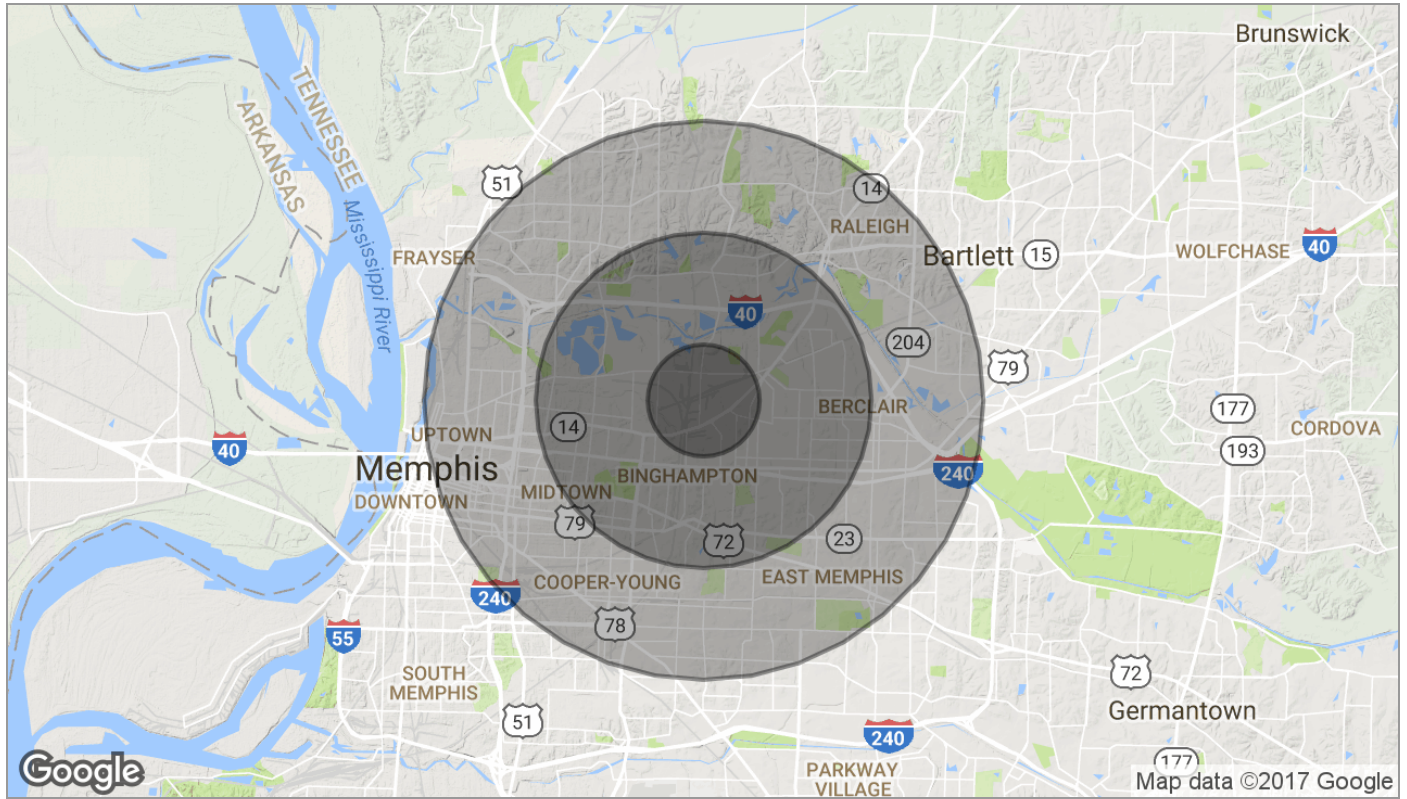 Brunswick
TENNESSEE
ARKANSAS
Mississippi River
51
14
RALEIGH
FRAYSER
Bartlett
15
WOLFCHASE
40
40
204
79
14
BERCLAIR
177
193
CORDOVA
UPTOWN
40
Memphis
DOWNTOWN
BINGHAMPTON
MIDTOWN
240
79
72
23
COOPER-YOUNG
EAST MEMPHIS
240
55
78
SOUTH
MEMPHIS
72
51
Germantown
240
177
PARKWAY
VILLAGE
Google
Map data ©2017 Google